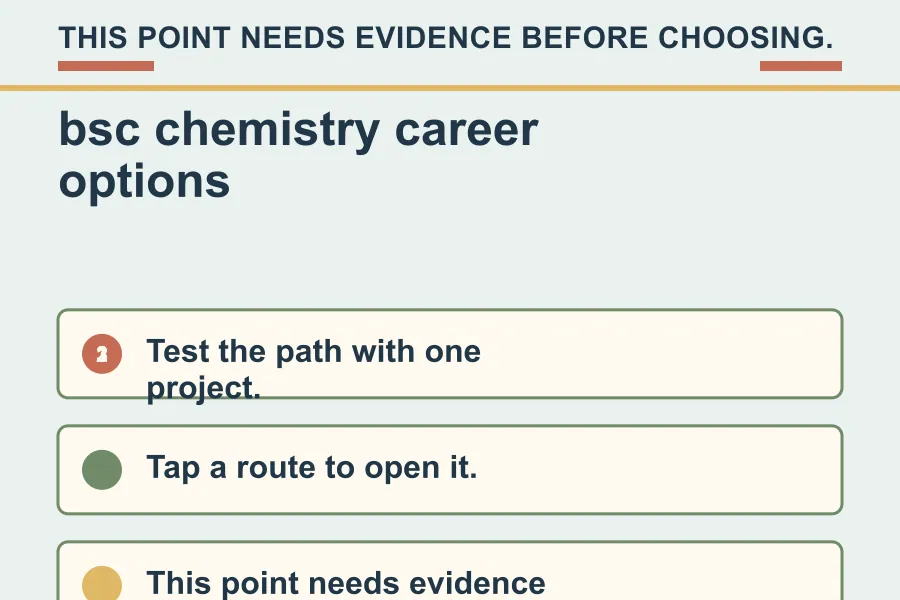 THIS POINT NEEDS EVIDENCE BEFORE CHOOSING.
bsc chemistry career
options
Test the path with one
project.
Tap a route to open it.
This point needs evidence